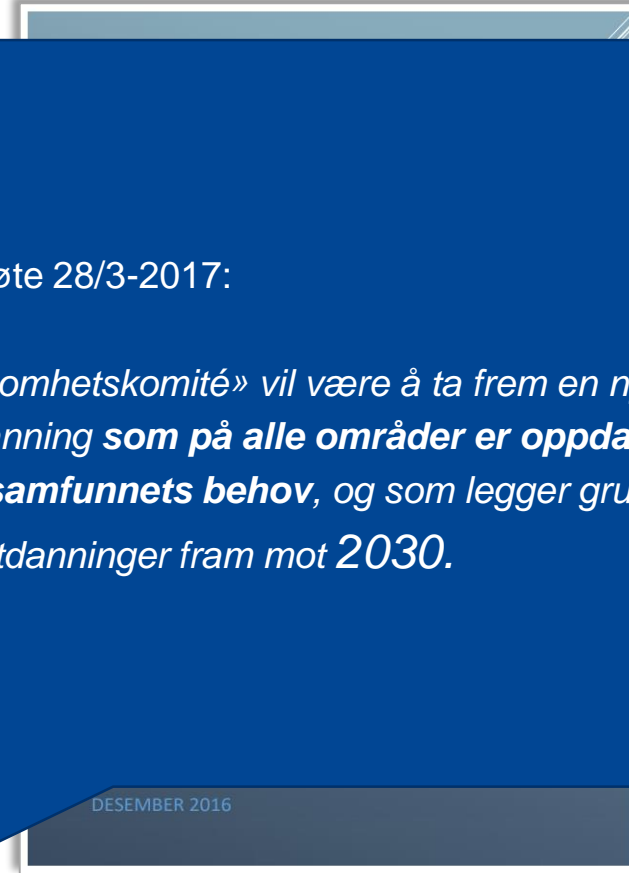 øte 28/3-2017:
omhetskomité» vil være å ta frem en n
nning som på alle områder er oppda
samfunnets behov, og som legger gru
tdanninger fram mot 2030.
DESEMBER 2016